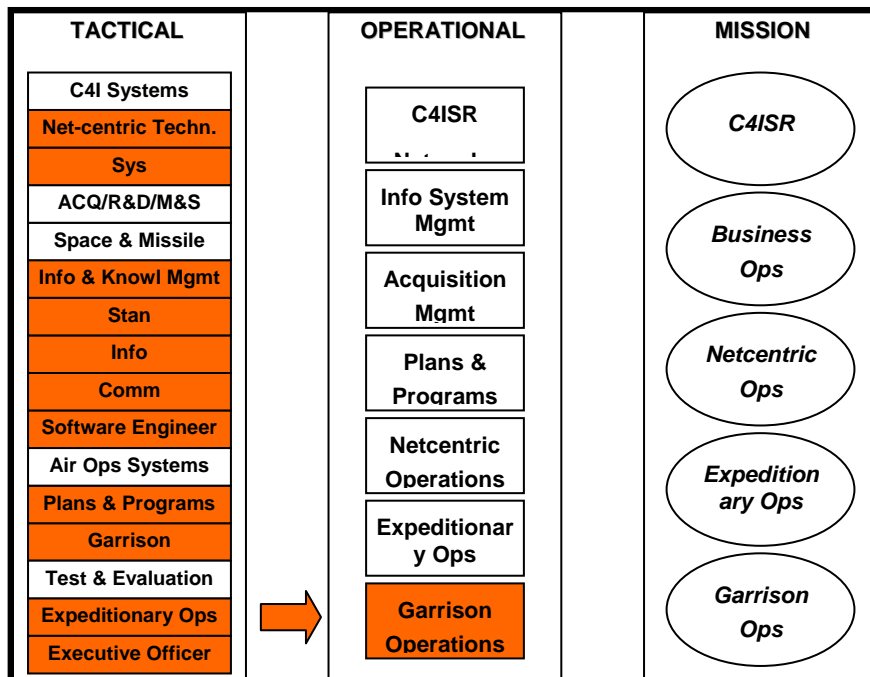 TACTICAL
C4I Systems
Net-centric Techn.
Sys
ACQ/R&D/M&S
Space & Missile
Info & Knowl Mgmt
Stan
Info
Comm
Software Engineer
Air Ops Systems
Plans & Programs
Garrison
Test & Evaluation
Expeditionary Ops
Executive Officer
OPERATIONAL
C4ISR
Info System
Mgmt
Acquisition
Mgmt
Plans &
Programs
Netcentric
Operations
Expeditionar
y Ops
Garrison
Operations
MISSION
C4ISR
Business
Ops
Netcentric
Ops
Expedition
ary Ops
Garrison
Ops